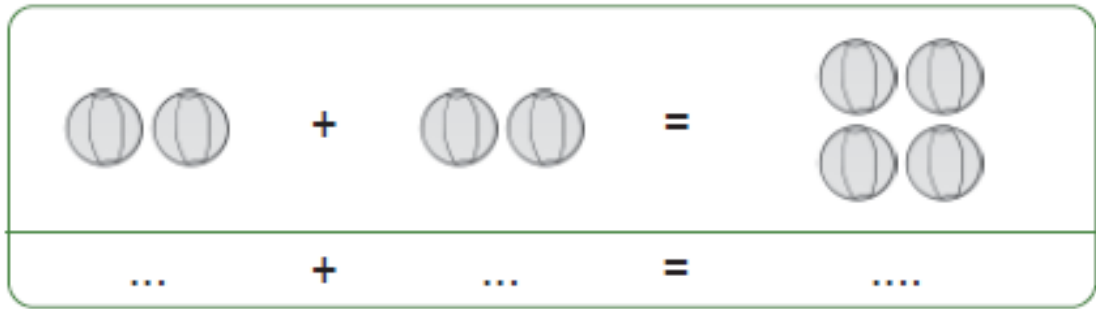 + =
... + ... = ....